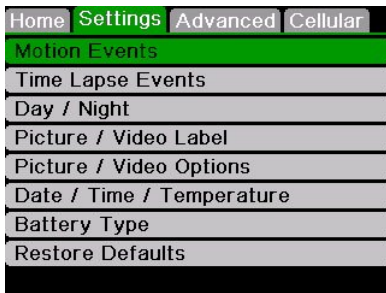 Home Settings Advanced Cellular
Motion Events
Time Lapse Events
Day / Night
Picture / Video Label
Picture / Video Options
Date / Time / Temperature
Battery Type
Restore Defaults